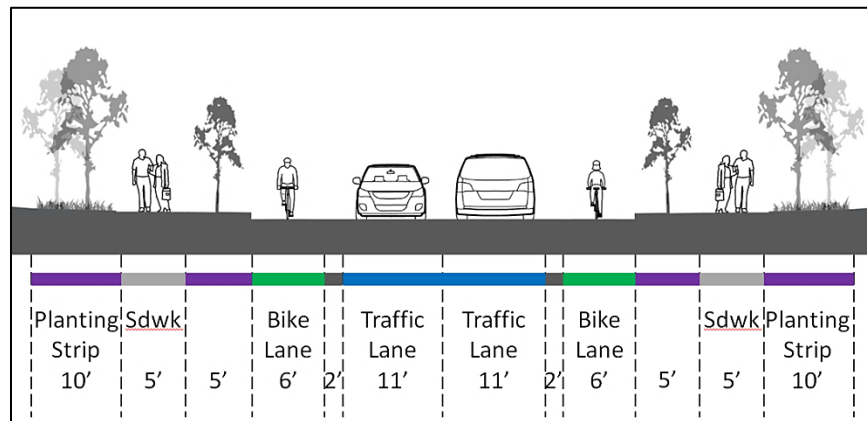 Planting Sdwk Bike Traffic Traffic Bike Sdwk Planting
Strip Lane Lane Lane Lane Strip
10’ 5’ 5’ 6’ 2’ 11’ 11’ 2’ 6’ 5’ 5’ 10’